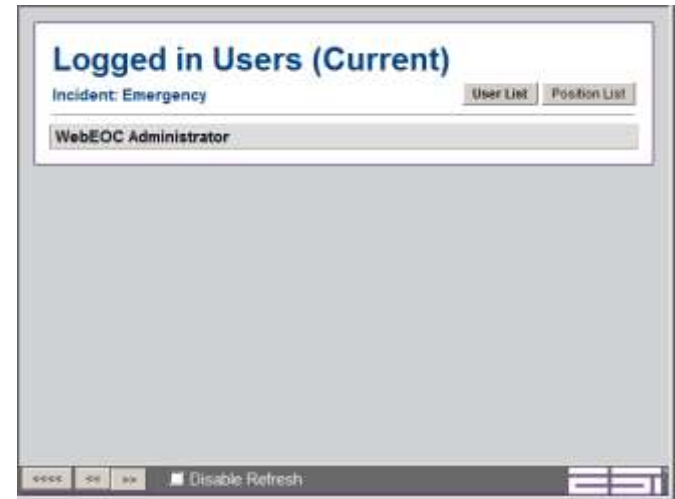 Logged in Users (Current)
Incident: Emergency
User List Position List
WebEOC Administrator
<<<< << >> Disable Refresh